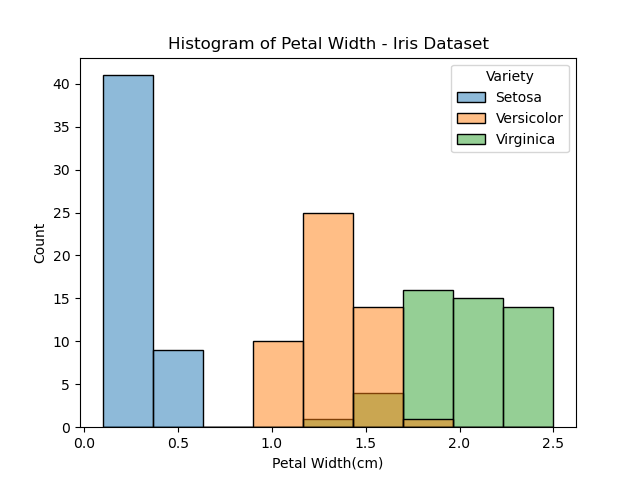 Histogram of Petal Width - Iris Dataset
Variety
Setosa
Versicolor
Virginica
Count
40
35
30
25
20
15
10
5
0
0.0 0.5 1.0 1.5 2.0 2.5
Petal Width(cm)